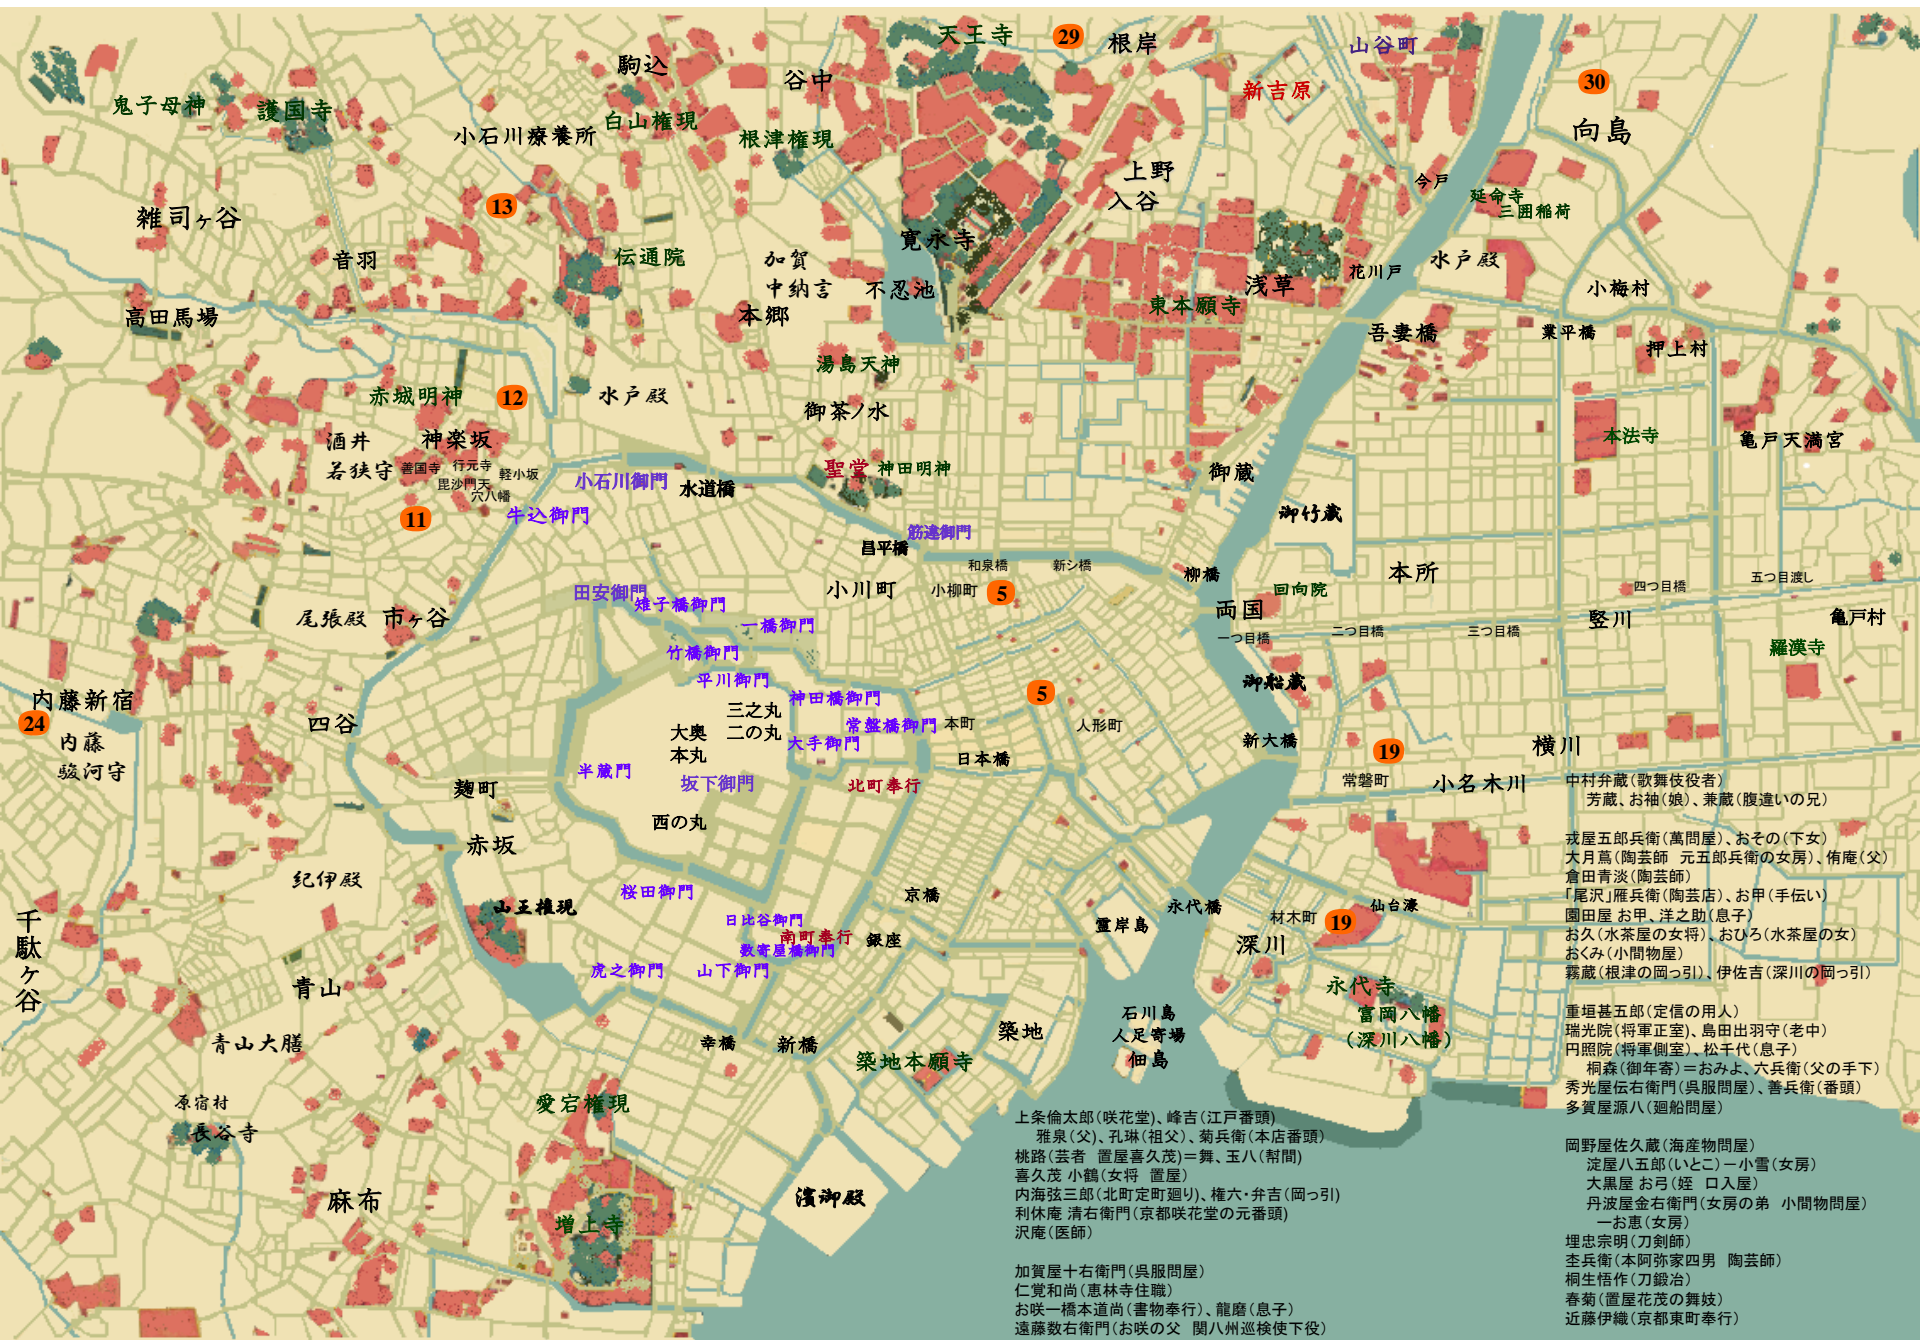 天王寺
29
根岸
山谷町
駒込
谷中
30
鬼子母神
護国寺
新吉原
白山権現
小石川療養所
根津権現
向島
上野
入谷
今戸
延命寺
三囲稲荷
13
雑司ヶ谷
寛永寺
音羽
伝通院
加賀
中納言
不忍池
本郷
浅草
花川戸
水戸殿
小梅村
東本願寺
高田馬場
吾妻橋
業平橋
押上村
湯島天神
赤城明神
12
水戸殿
御茶ノ水
酒井
若狭守
神楽坂
善国寺
行元寺
毘沙門天
軽小坂
穴八幡
本法寺
亀戸天満宮
聖堂
神田明神
御蔵
小石川御門
水道橋
11
牛込御門
御竹蔵
筋違御門
昌平橋
和泉橋
新シ橋
柳橋
本所
田安御門
雉子橋御門
小川町
小柳町
5
回向院
四つ目橋
五つ目渡し
両国
尾張殿
市ヶ谷
一橋御門
一つ目橋
二つ目橋
三つ目橋
竪川
亀戸村
竹橋御門
羅漢寺
平川御門
御船蔵
内藤新宿
24
神田橋御門
5
四谷
三之丸
二の丸
大奥
本丸
常盤橋御門
大手御門
本町
人形町
内藤
駿河守
日本橋
新大橋
19
横川
半蔵門
坂下御門
北町奉行
常磐町
小名木川
麹町
西の丸
赤坂
紀伊殿
桜田御門
京橋
山王権現
永代橋
材木町
19
仙台濠
日比谷御門
南町奉行
数寄屋橋御門
銀座
霊岸島
深川
千駄ヶ谷
虎之御門
山下御門
青山
永代寺
富岡八幡
(深川八幡)
石川島
人足寄場
佃島
築地
青山大膳
幸橋
新橋
築地本願寺
原宿村
長谷寺
愛宕権現
麻布
濱御殿
増上寺
中村弁蔵(歌舞伎役者)
芳蔵、お袖(娘)、兼蔵(腹違いの兄)
戎屋五郎兵衛(萬問屋)、おその(下女)
大月蔦(陶芸師 元五郎兵衛の女房)、侑庵(父)
倉田青淡(陶芸師)
「尾沢」雁兵衛(陶芸店)、お甲(手伝い)
園田屋 お甲、洋之助(息子)
お久(水茶屋の女将)、おひろ(水茶屋の女)
おくみ(小間物屋)
霧蔵(根津の岡っ引)、伊佐吉(深川の岡っ引)
重垣甚五郎(定信の用人)
瑞光院(将軍正室)、島田出羽守(老中)
円照院(将軍側室)、松千代(息子)
桐森(御年寄)＝おみよ、六兵衛(父の手下)
秀光屋伝右衛門(呉服問屋)、善兵衛(番頭)
多賀屋源八(廻船問屋)
岡野屋佐久蔵(海産物問屋)
淀屋八五郎(いとこ)－小雪(女房)
大黒屋 お弓(姪 口入屋)
丹波屋金右衛門(女房の弟 小間物問屋)
―お恵(女房)
埋忠宗明(刀剣師)
杢兵衛(本阿弥家四男 陶芸師)
桐生悟作(刀鍛冶)
春菊(置屋花茂の舞妓)
近藤伊織(京都東町奉行)
上条倫太郎(咲花堂)、峰吉(江戸番頭)
雅泉(父)、孔琳(祖父)、菊兵衛(本店番頭)
桃路(芸者 置屋喜久茂)＝舞、玉八(幇間)
喜久茂 小鶴(女将 置屋)
内海弦三郎(北町定町廻り)、権六・弁吉(岡っ引)
利休庵 清右衛門(京都咲花堂の元番頭)
沢庵(医師)
加賀屋十右衛門(呉服問屋)
仁覚和尚(恵林寺住職)
お咲―橋本道尚(書物奉行)、龍磨(息子)
遠藤数右衛門(お咲の父 関八州巡検使下役)